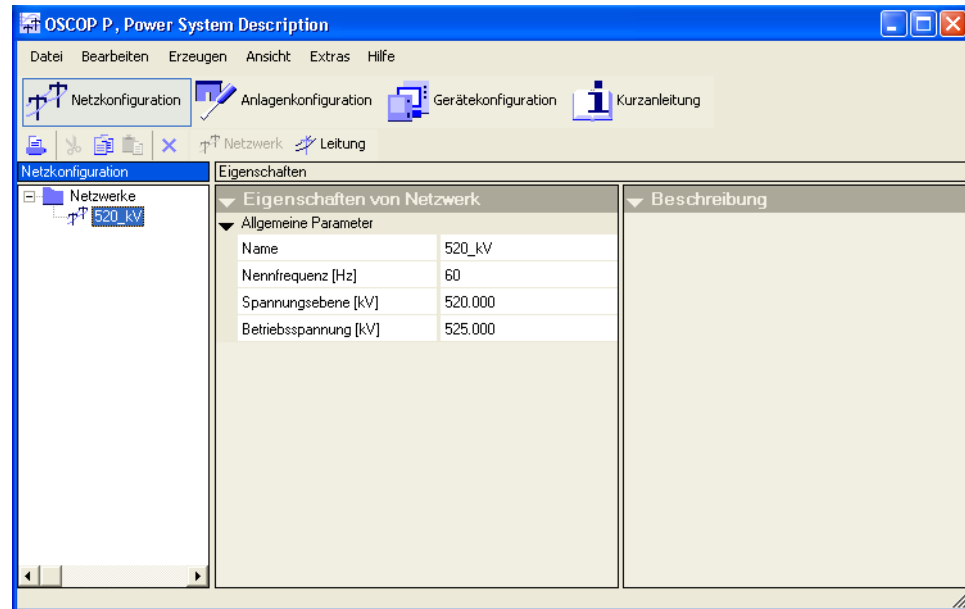 OSCOP P, Power System Description
Datei Bearbeiten Erzeugen Ansicht Extras Hilfe
Netzkonfiguration Anlagenkonfiguration Gerätekonfiguration Kurzanleitung
Netzwerk Leitung
Netzkonfiguration Eigenschaften
Netzwerke Eigenschaften von Netzwerk Beschreibung
520_kV Allgemeine Parameter
Name 520_kV
Nennfrequenz [Hz] 60
Spannungsebene [kV] 520.000
Betriebsspannung [kV] 525.000